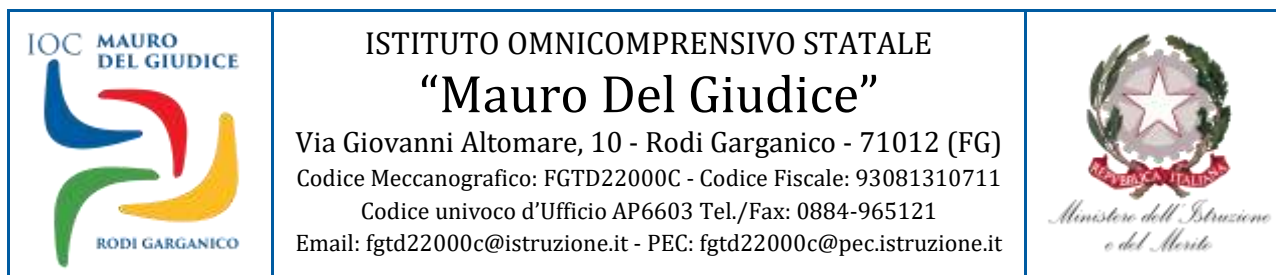 IOC MAURO
DEL GIUDICE
RODI GARGANICO
ISTITUTO OMNICOMPRENSIVO STATALE
“Mauro Del Giudice”
Via Giovanni Altomare, 10 - Rodi Garganico - 71012 (FG)
Codice Meccanografico: FGTD22000C - Codice Fiscale: 93081310711
Codice univoco d’Ufficio AP6603 Tel./Fax: 0884-965121
Email: fgtd22000c@istruzione.it - PEC: fgtd22000c@pec.istruzione.it
REPUBBLICA ITALIANA
Ministero dell'Istruzione
e del Merito